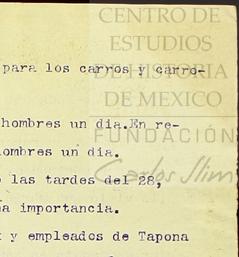 CENTRO DE
ESTUDIOS
DE HISTORIA
DE MEXICO
FUNDACIÓN
Carlos Slim
para los carros y carro-
hombres un dia.En re-
hombres un dia.
las tardes del 28,
importancia.
y empleados de Tapona